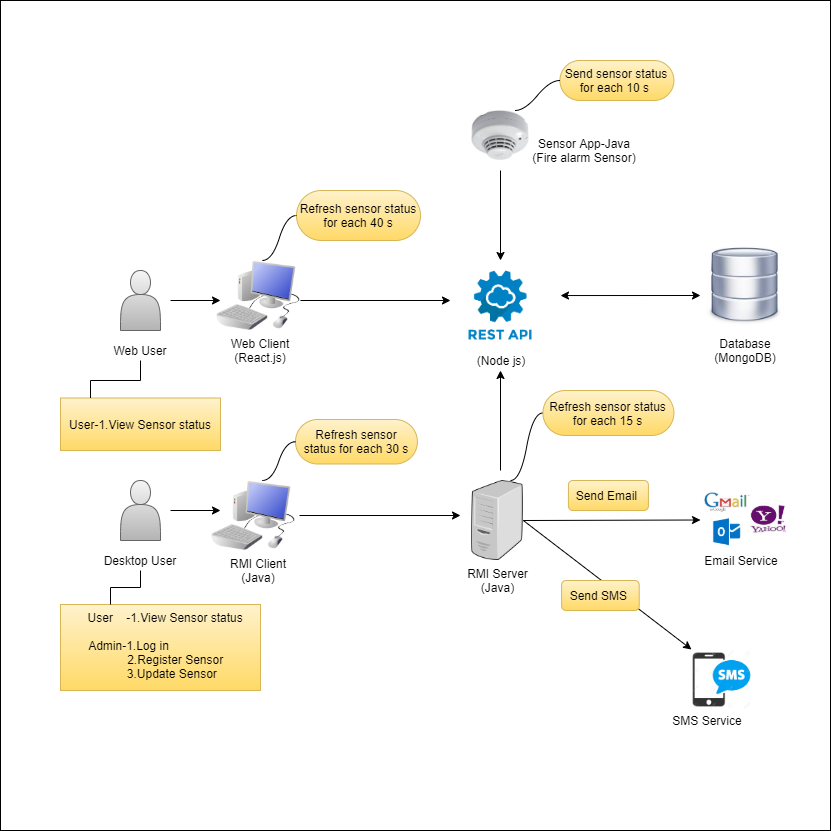 Send sensor status
for each 10 s
Sensor App-Java
(Fire alarm Sensor)
Refresh sensor status
for each 40 s
REST API
(Node js)
Web User
Web Client
(React.js)
Database
(MongoDB)
User-1.View Sensor status
Refresh sensor status
for each 15 s
Refresh sensor
status for each 30 s
Send Email
Gmail
by Google
YAHOO!
O
Desktop User
RMI Client
(Java)
RMI Server
(Java)
Email Service
Send SMS
User -1.View Sensor status
Admin-1.Log in
2.Register Sensor
3.Update Sensor
SMS
SMS Service